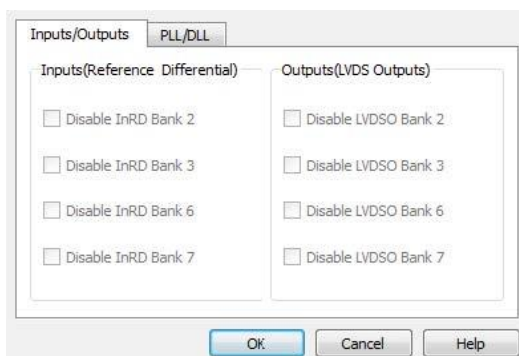 Inputs/Outputs PLL/DLL
Inputs(Reference Differential) Outputs(LVDS Outputs)
Disable InRD Bank 2 Disable LVDSO Bank 2
Disable InRD Bank 3 Disable LVDSO Bank 3
Disable InRD Bank 6 Disable LVDSO Bank 6
Disable InRD Bank 7 Disable LVDSO Bank 7
OK Cancel Help